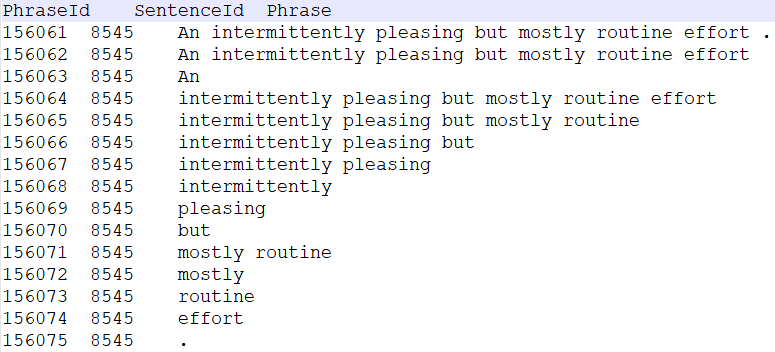 PhraseId SentenceId Phrase
156061 8545 An intermittently pleasing but mostly routine effort .
156062 8545 An intermittently pleasing but mostly routine effort
156063 8545 An
156064 8545 intermittently pleasing but mostly routine effort
156065 8545 intermittently pleasing but mostly routine
156066 8545 intermittently pleasing but
156067 8545 intermittently pleasing
156068 8545 intermittently
156069 8545 pleasing
156070 8545 but
156071 8545 mostly routine
156072 8545 mostly
156073 8545 routine
156074 8545 effort
156075 8545 .